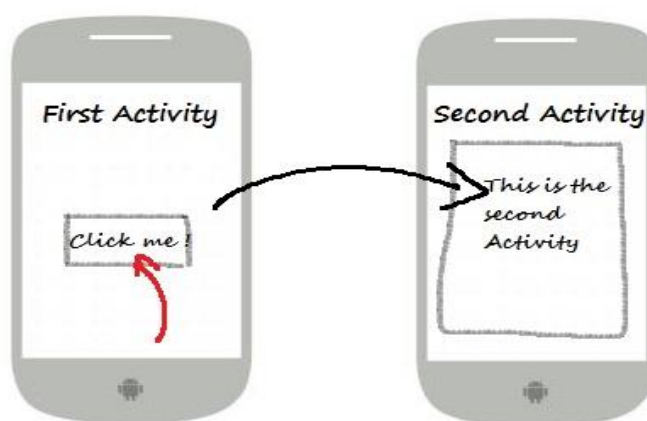 First Activity
Click me !
Second Activity
This is the
second
Activity